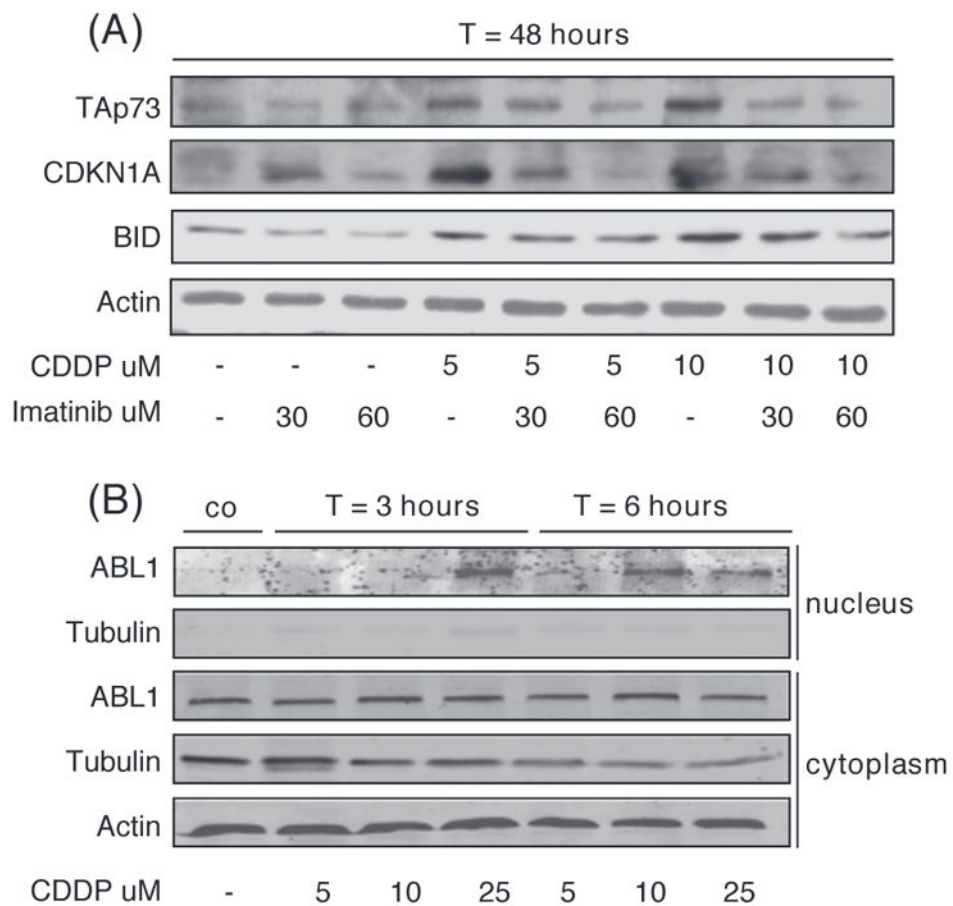 (A)
T = 48 hours
TAp73
CDKN1A
BID
Actin
CDDP uM - - - 5 5 5 10 10 10
Imatinib uM - 30 60 - 30 60 - 30 60
(B)
co T = 3 hours T = 6 hours
ABL1
nucleus
Tubulin
ABL1
Tubulin
cytoplasm
Actin
CDDP uM - 5 10 25 5 10 25